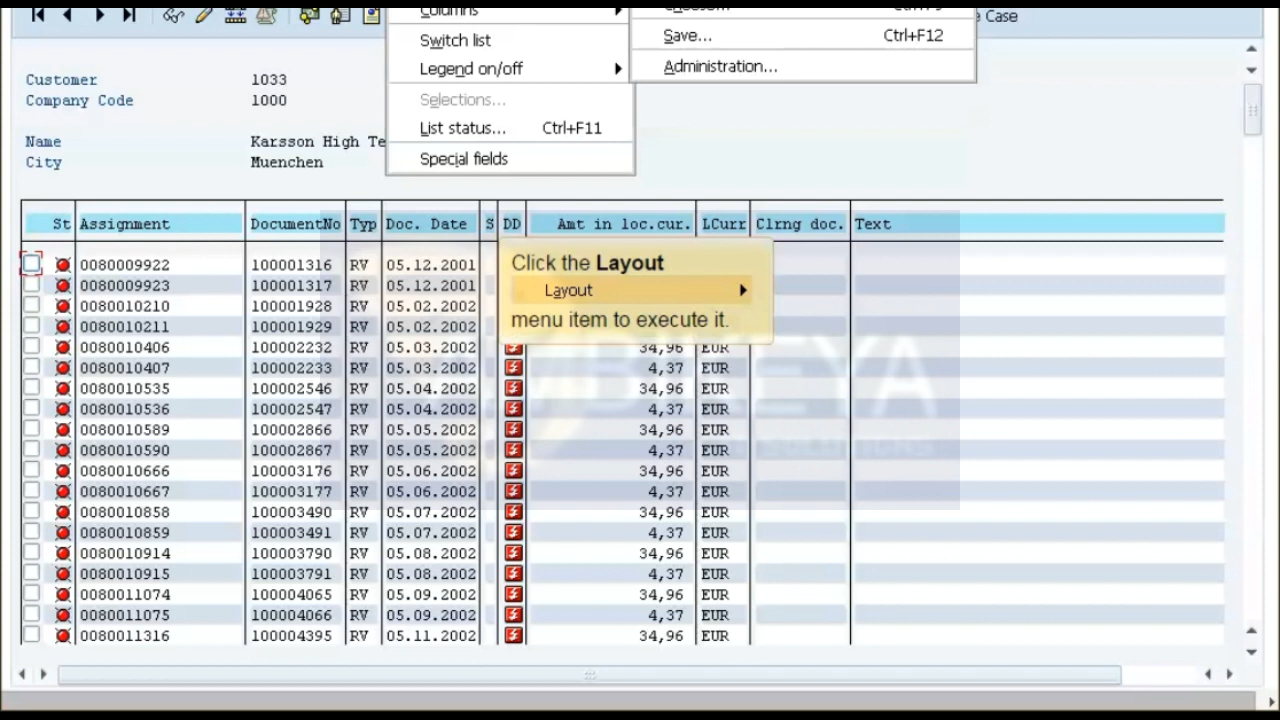 Columns
Switch list
Legend on/off
Selections...
List status... Ctrl+F11
Special fields
Save... Ctrl+F12
Administration...
Case
Customer 1033
Company Code 1000
Name Karsson High Te
City Muenchen
St Assignment DocumentNo Typ Doc. Date S DD Amt in loc.cur. LCurr Clrng doc. Text
0080009922 100001316 RV 05.12.2001
0080009923 100001317 RV 05.12.2001
0080010210 100001928 RV 05.02.2002
0080010211 100001929 RV 05.02.2002
Click the Layout
Layout
menu item to execute it.
0080010406 100002232 RV 05.03.2002 34,96 EUR
0080010407 100002233 RV 05.03.2002 4,37 EUR
0080010535 100002546 RV 05.04.2002 34,96 EUR
0080010536 100002547 RV 05.04.2002 4,37 EUR
0080010589 100002866 RV 05.05.2002 34,96 EUR
0080010590 100002867 RV 05.05.2002 4,37 EUR
0080010666 100003176 RV 05.06.2002 34,96 EUR
0080010667 100003177 RV 05.06.2002 4,37 EUR
0080010858 100003490 RV 05.07.2002 34,96 EUR
0080010859 100003491 RV 05.07.2002 4,37 EUR
0080010914 100003790 RV 05.08.2002 34,96 EUR
0080010915 100003791 RV 05.08.2002 4,37 EUR
0080011074 100004065 RV 05.09.2002 34,96 EUR
0080011075 100004066 RV 05.09.2002 4,37 EUR
0080011316 100004395 RV 05.11.2002 34,96 EUR